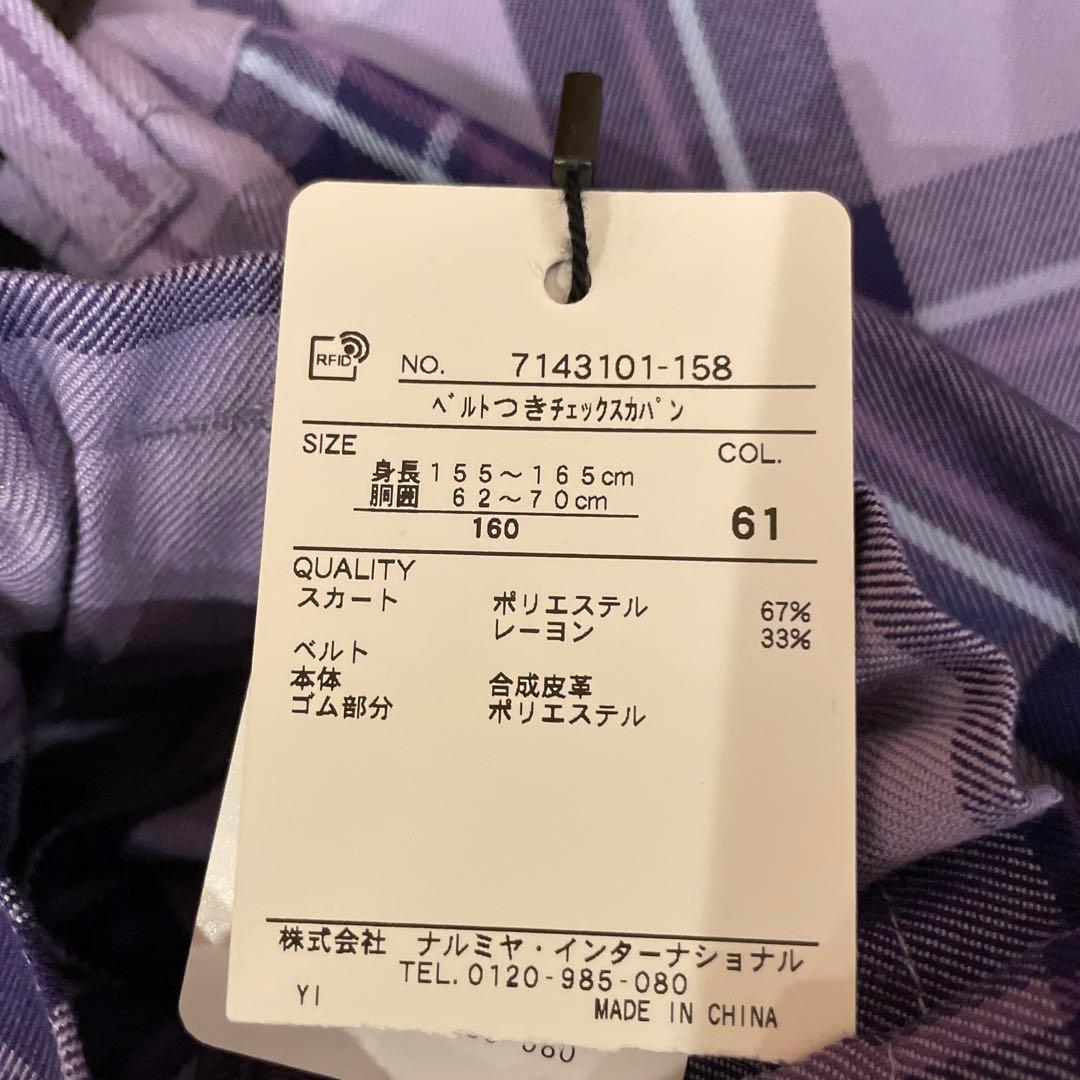 RFID NO. 7143101-158
ﾍﾞﾙﾄつきﾁｪｯｸｽｶﾊﾟﾝ
SIZE COL.
身長155～165cm
胴囲 62～70cm
160 61
QUALITY
スカート ポリエステル 67%
レーヨン 33%
ベルト
本体 合成皮革
ゴム部分 ポリエステル
株式会社 ナルミヤ・インターナショナル
TEL.0120-985-080
YI MADE IN CHINA